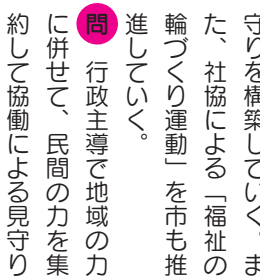 守りを構築していく。ま
た、社協による「福祉の
輪づくり運動」を市も推
進していく。
問 行政主導で地域の力
に併せて、民間の力を集
約して協働による見守り